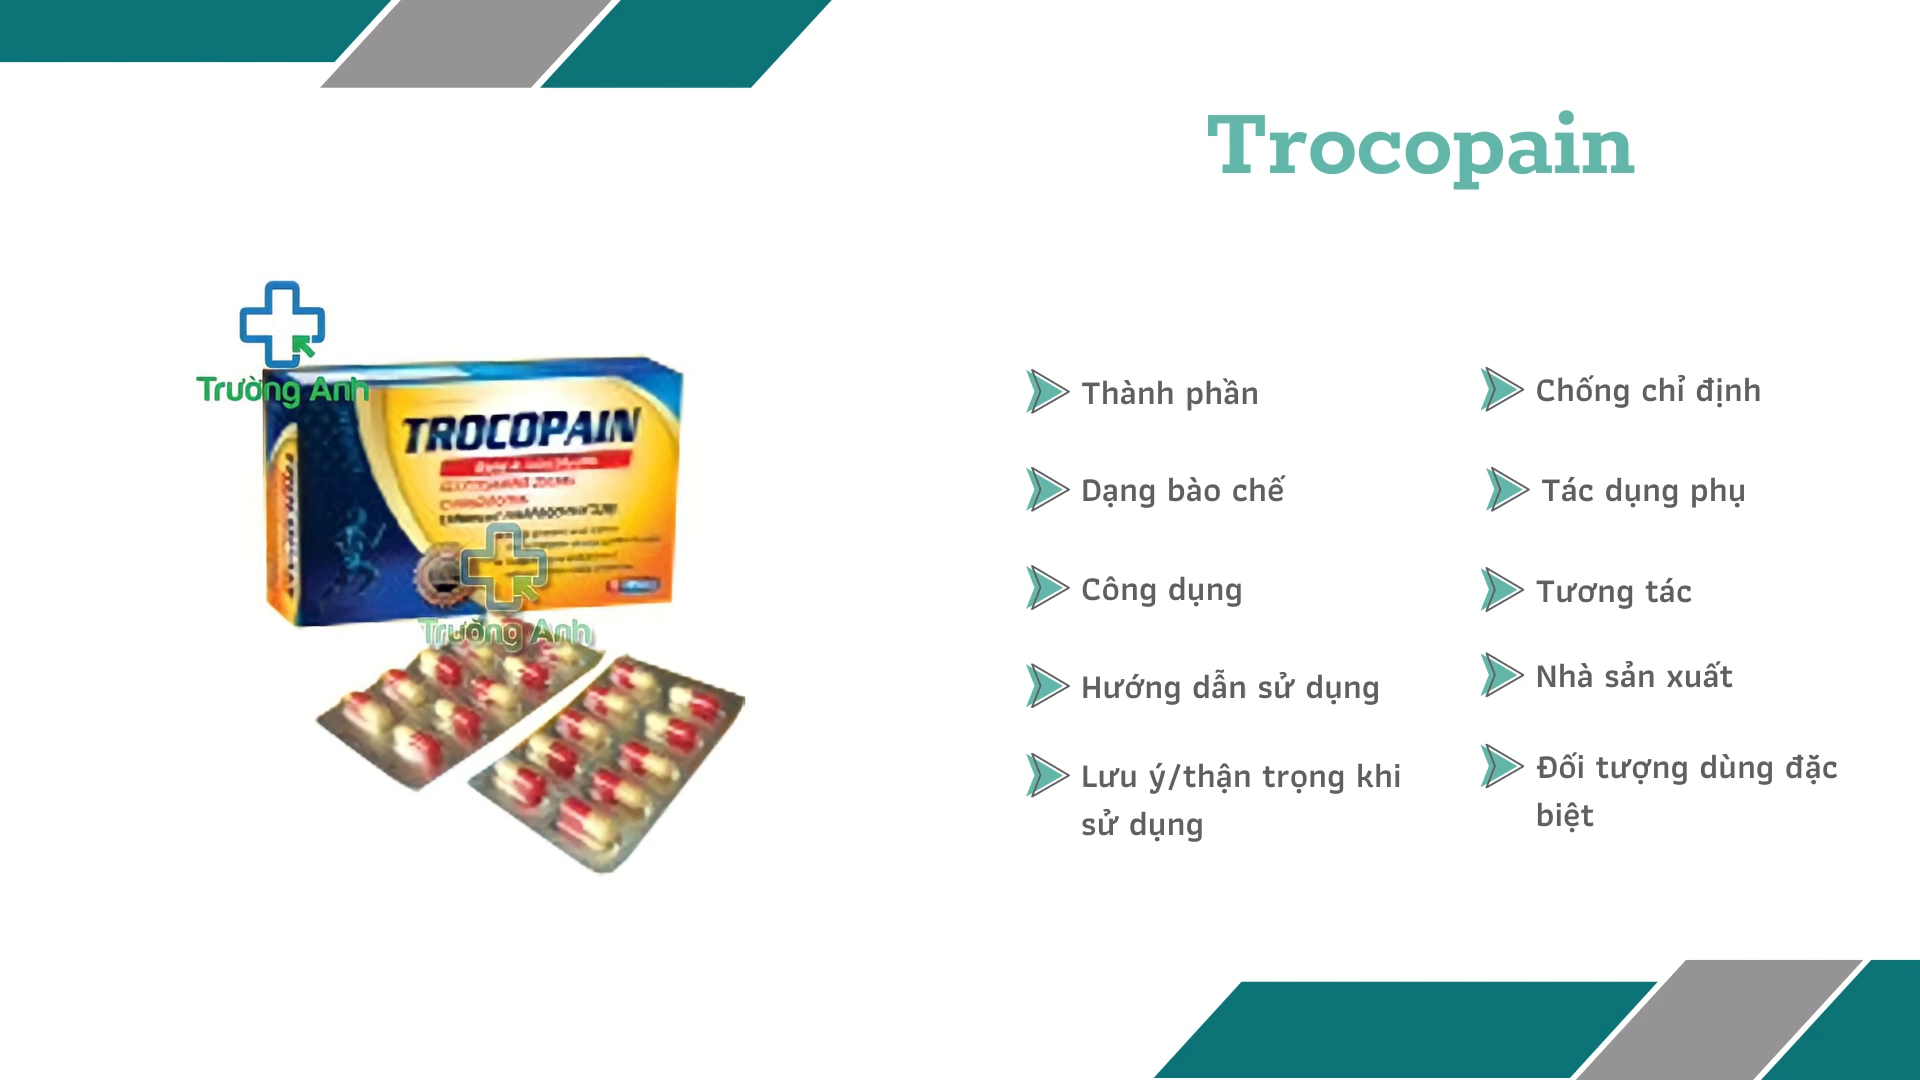 Trocopain
Trường Anh
TROCOPAIN
Trường Anh
Thành phần
Dạng bào chế
Công dụng
Hướng dẫn sử dụng
Lưu ý/thận trọng khi
sử dụng
Chống chỉ định
Tác dụng phụ
Tương tác
Nhà sản xuất
Đối tượng dùng đặc
biệt